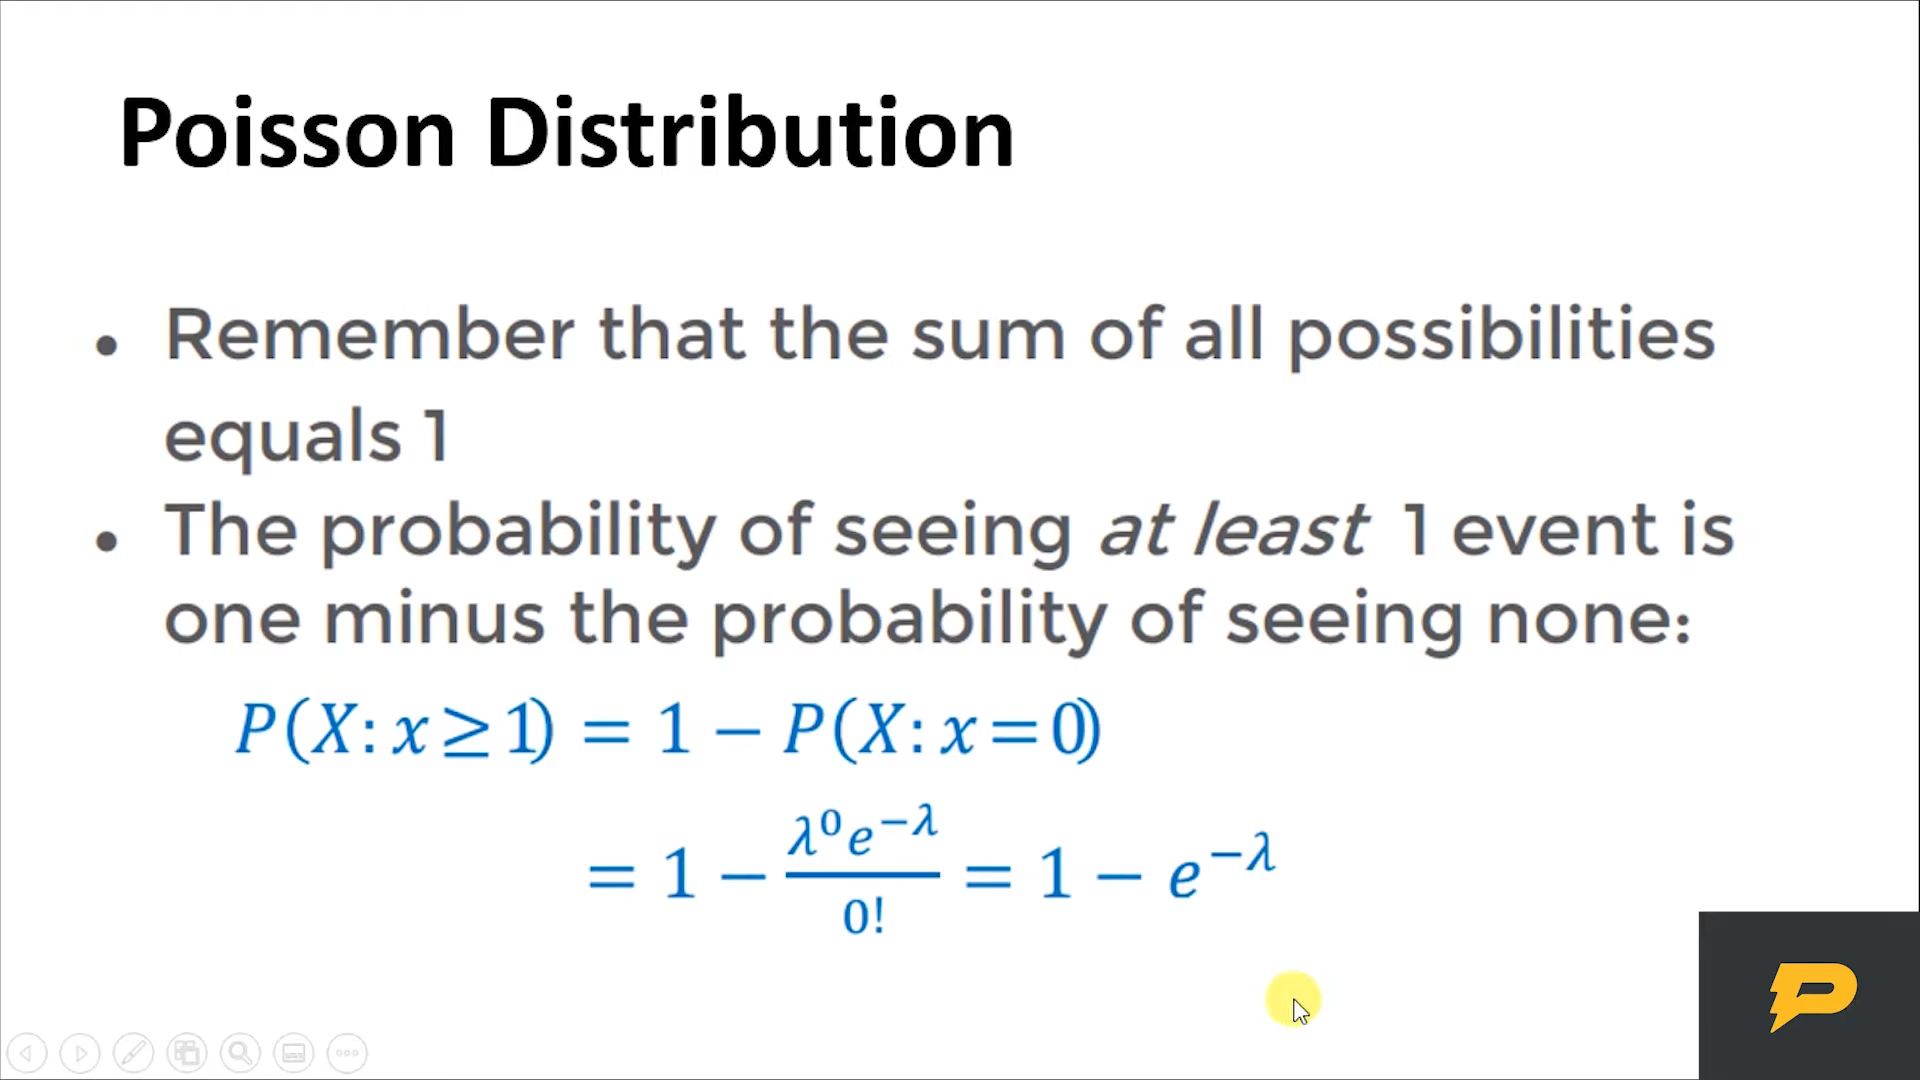 Poisson Distribution
• Remember that the sum of all possibilities
equals 1
• The probability of seeing at least 1 event is
one minus the probability of seeing none:
P(X: x ≥ 1) = 1 − P(X: x = 0)
= 1 − λ⁰e^−λ / 0! = 1 − e^−λ